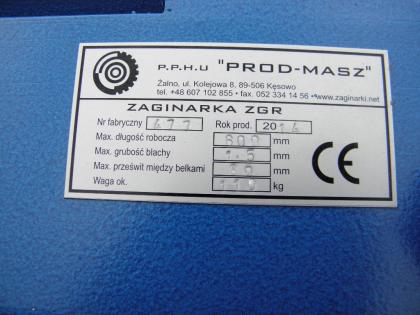 P.P.H.U "PROD-MASZ"
Żalno, ul. Kolejowa 8, 89-506 Kęsowo
tel. +48 607 102 855 • fax. 052 334 14 56 • www.zaginarki.net
ZAGINARKA ZGR
Nr fabryczny 477 Rok prod. 2014
Max. długość robocza 800 mm
Max. grubość blachy 1,5 mm
Max. prześwit między belkami mm
Waga ok. kg
CE